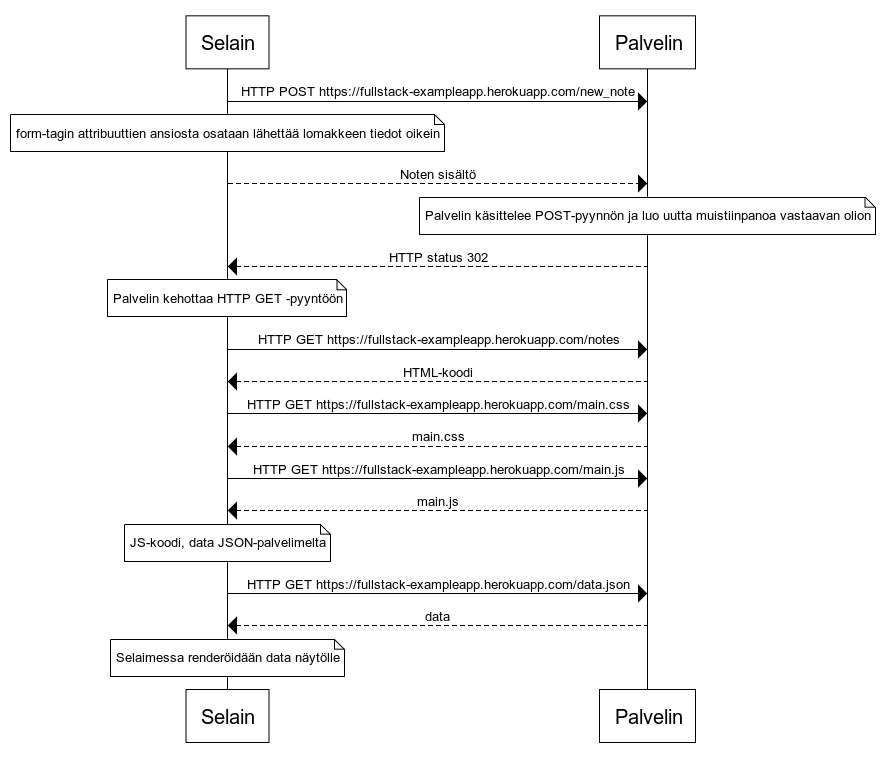 Selain
Palvelin
HTTP POST https://fullstack-exampleapp.herokuapp.com/new_note
form-tagin attribuuttien ansiosta osataan lähettää lomakkeen tiedot oikein
Noten sisältö
Palvelin käsittelee POST-pyynnön ja luo uutta muistiinpanoa vastaavan olion
HTTP status 302
Palvelin kehottaa HTTP GET -pyyntöön
HTTP GET https://fullstack-exampleapp.herokuapp.com/notes
HTML-koodi
HTTP GET https://fullstack-exampleapp.herokuapp.com/main.css
main.css
HTTP GET https://fullstack-exampleapp.herokuapp.com/main.js
main.js
JS-koodi, data JSON-palvelimelta
HTTP GET https://fullstack-exampleapp.herokuapp.com/data.json
data
Selaimessa renderöidään data näytölle
Selain
Palvelin